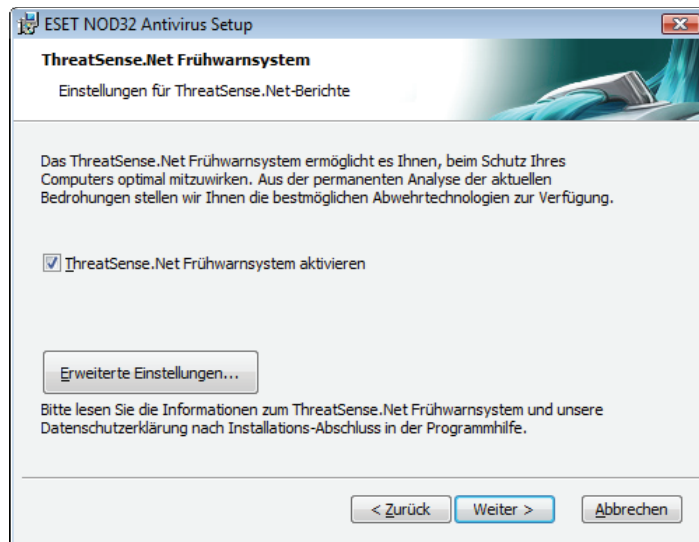 ESET NOD32 Antivirus Setup
ThreatSense.Net Frühwarnsystem
Einstellungen für ThreatSense.Net-Berichte
Das ThreatSense.Net Frühwarnsystem ermöglicht es Ihnen, beim Schutz Ihres
Computers optimal mitzuwirken. Aus der permanenten Analyse der aktuellen
Bedrohungen stellen wir Ihnen die bestmöglichen Abwehrtechnologien zur Verfügung.
ThreatSense.Net Frühwarnsystem aktivieren
Erweiterte Einstellungen...
Bitte lesen Sie die Informationen zum ThreatSense.Net Frühwarnsystem und unsere
Datenschutzerklärung nach Installations-Abschluss in der Programmhilfe.
< Zurück Weiter > Abbrechen